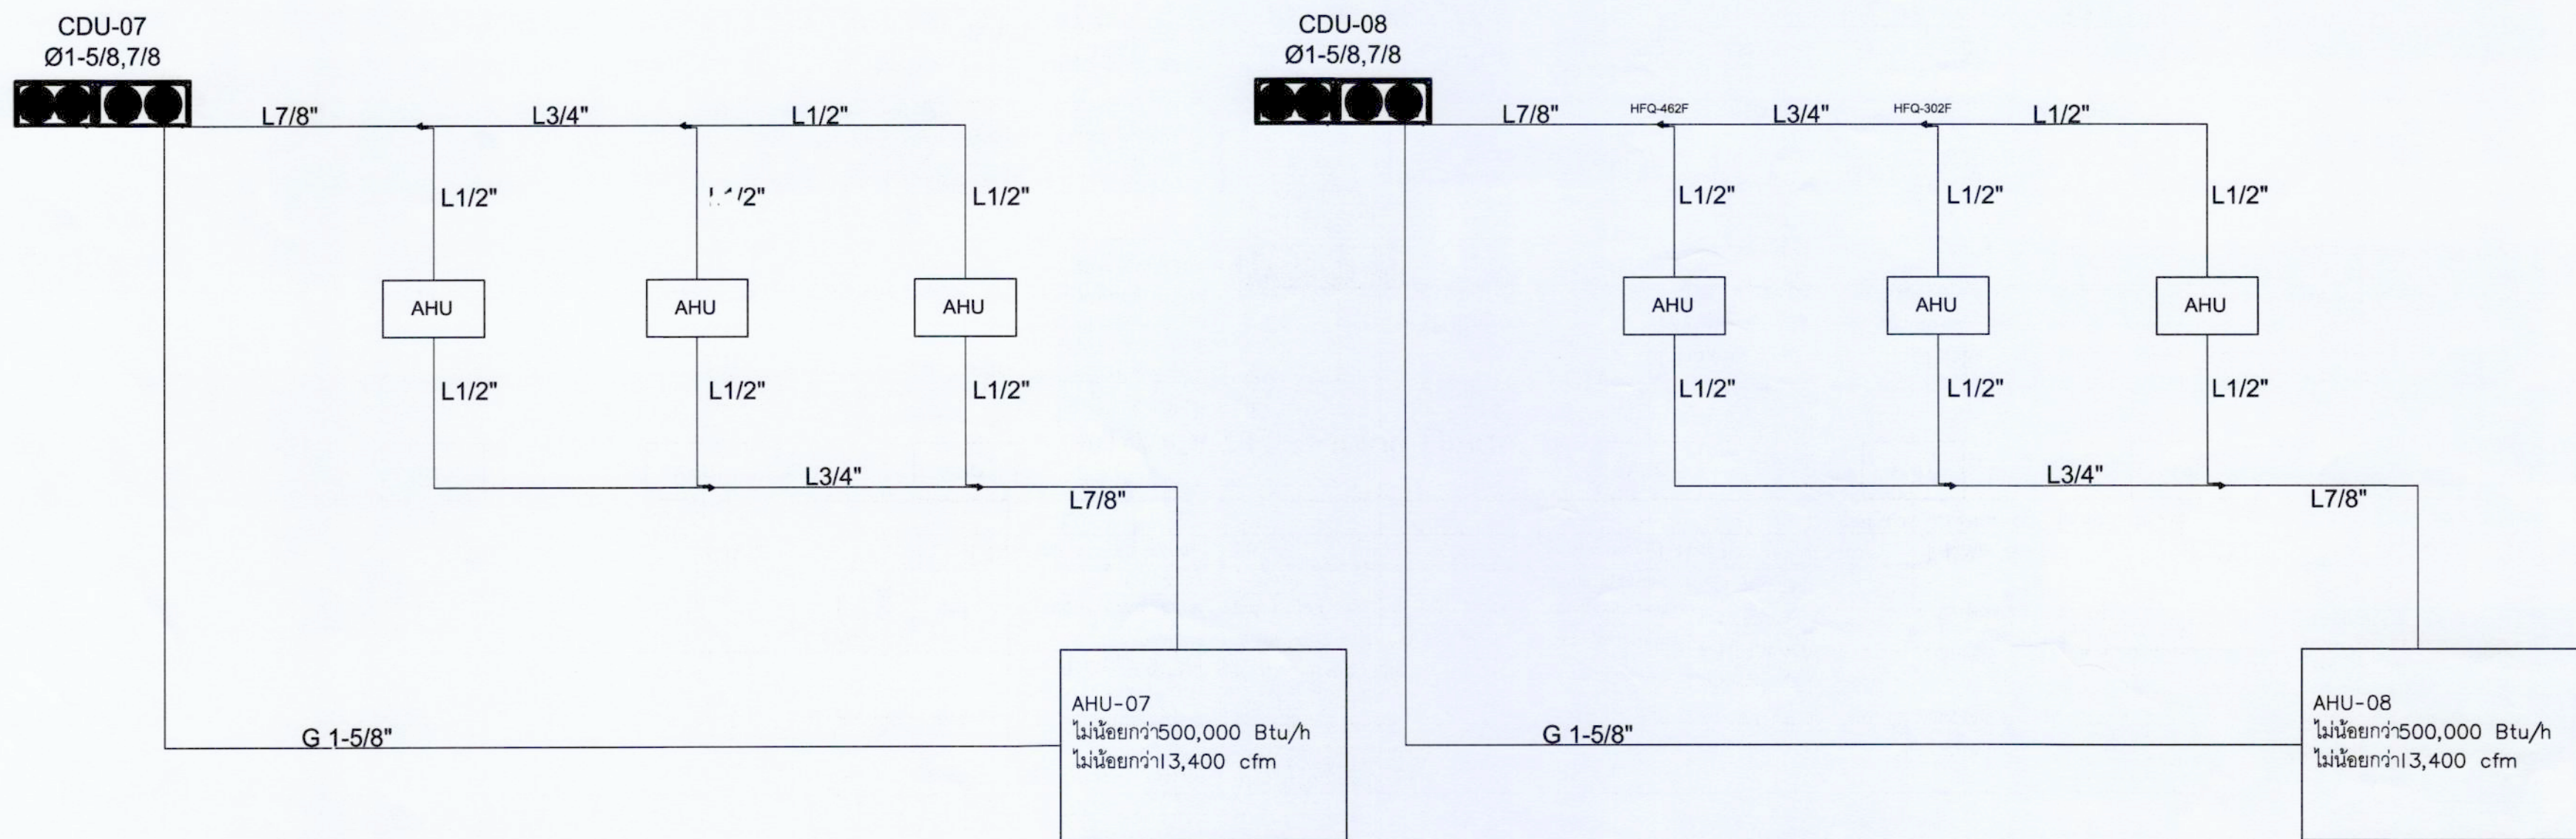 CDU-07
Ø1-5/8,7/8
L7/8"
L3/4"
L1/2"
L1/2"
/2"
L1/2"
AHU
AHU
AHU
L1/2"
L1/2"
L1/2"
L3/4"
L7/8"
AHU-07
ไม่น้อยกว่า500,000 Btu/h
ไม่น้อยกว่า13,400 cfm
G 1-5/8"
CDU-08
Ø1-5/8,7/8
L7/8"
HFQ-462F
L3/4"
HFQ-302F
L1/2"
L1/2"
L1/2"
L1/2"
AHU
AHU
AHU
L1/2"
L1/2"
L1/2"
L3/4"
L7/8"
AHU-08
ไม่น้อยกว่า500,000 Btu/h
ไม่น้อยกว่า13,400 cfm
G 1-5/8"